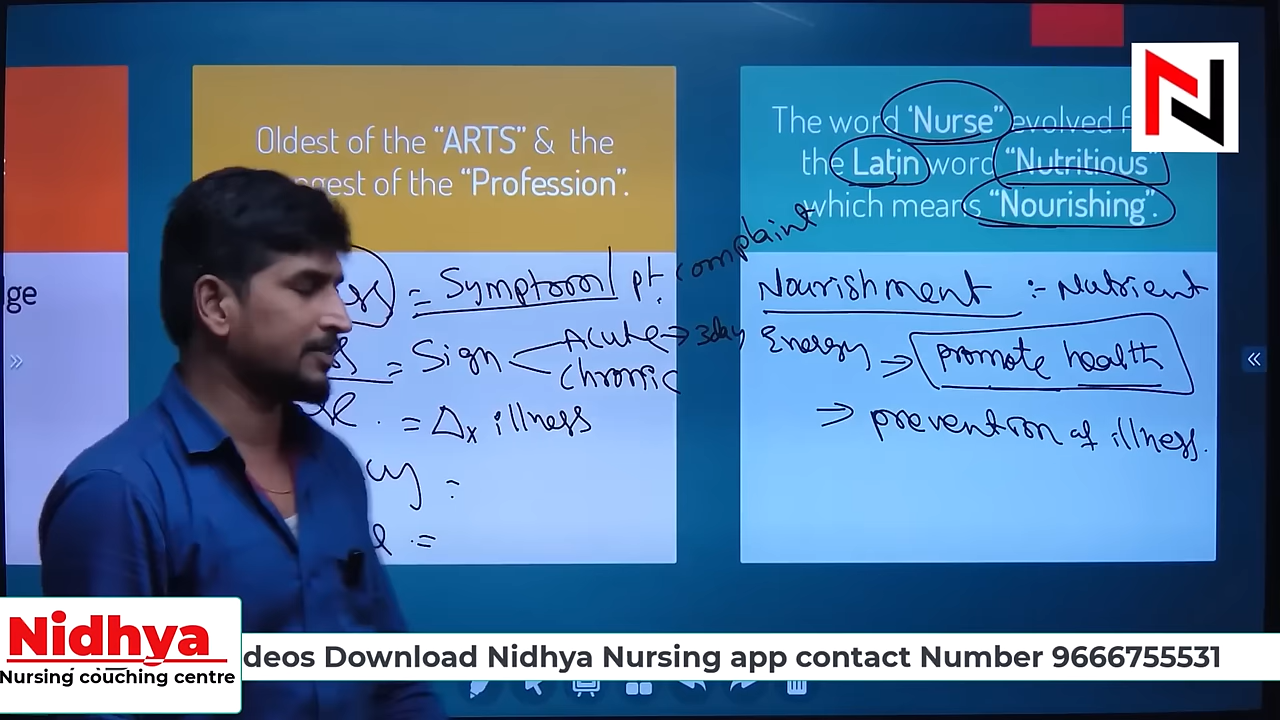 ge
Oldest of the “ARTS” & the
ngest of the “Profession”.
The word ‘Nurse” evolved f
the Latin word “Nutritious”
which means “Nourishing”.
= Symptom/ pt. complaint
= Sign Acute → 3day
chronic
. = Δx illness
=
=
Nourishment :- Nutrient
Energy → promote health
→ prevention of illness.
Nidhya
Nursing couching centre
deos Download Nidhya Nursing app contact Number 9666755531